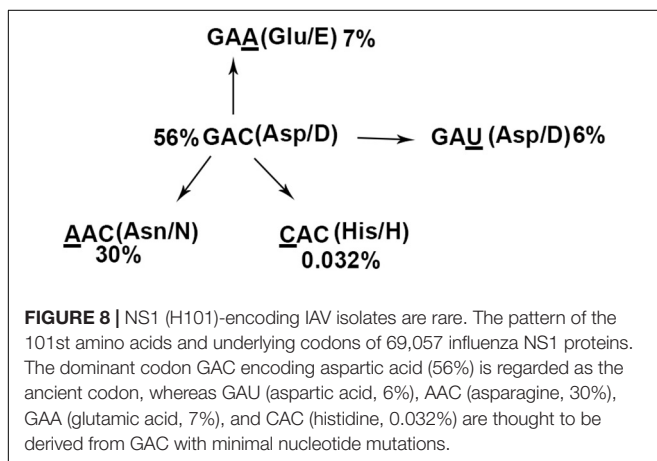 GAA(Glu/E) 7%
56% GAC(Asp/D)
GAU (Asp/D) 6%
AAC(Asn/N)
30%
CAC (His/H)
0.032%
FIGURE 8 | NS1 (H101)-encoding IAV isolates are rare. The pattern of the
101st amino acids and underlying codons of 69,057 influenza NS1 proteins.
The dominant codon GAC encoding aspartic acid (56%) is regarded as the
ancient codon, whereas GAU (aspartic acid, 6%), AAC (asparagine, 30%),
GAA (glutamic acid, 7%), and CAC (histidine, 0.032%) are thought to be
derived from GAC with minimal nucleotide mutations.